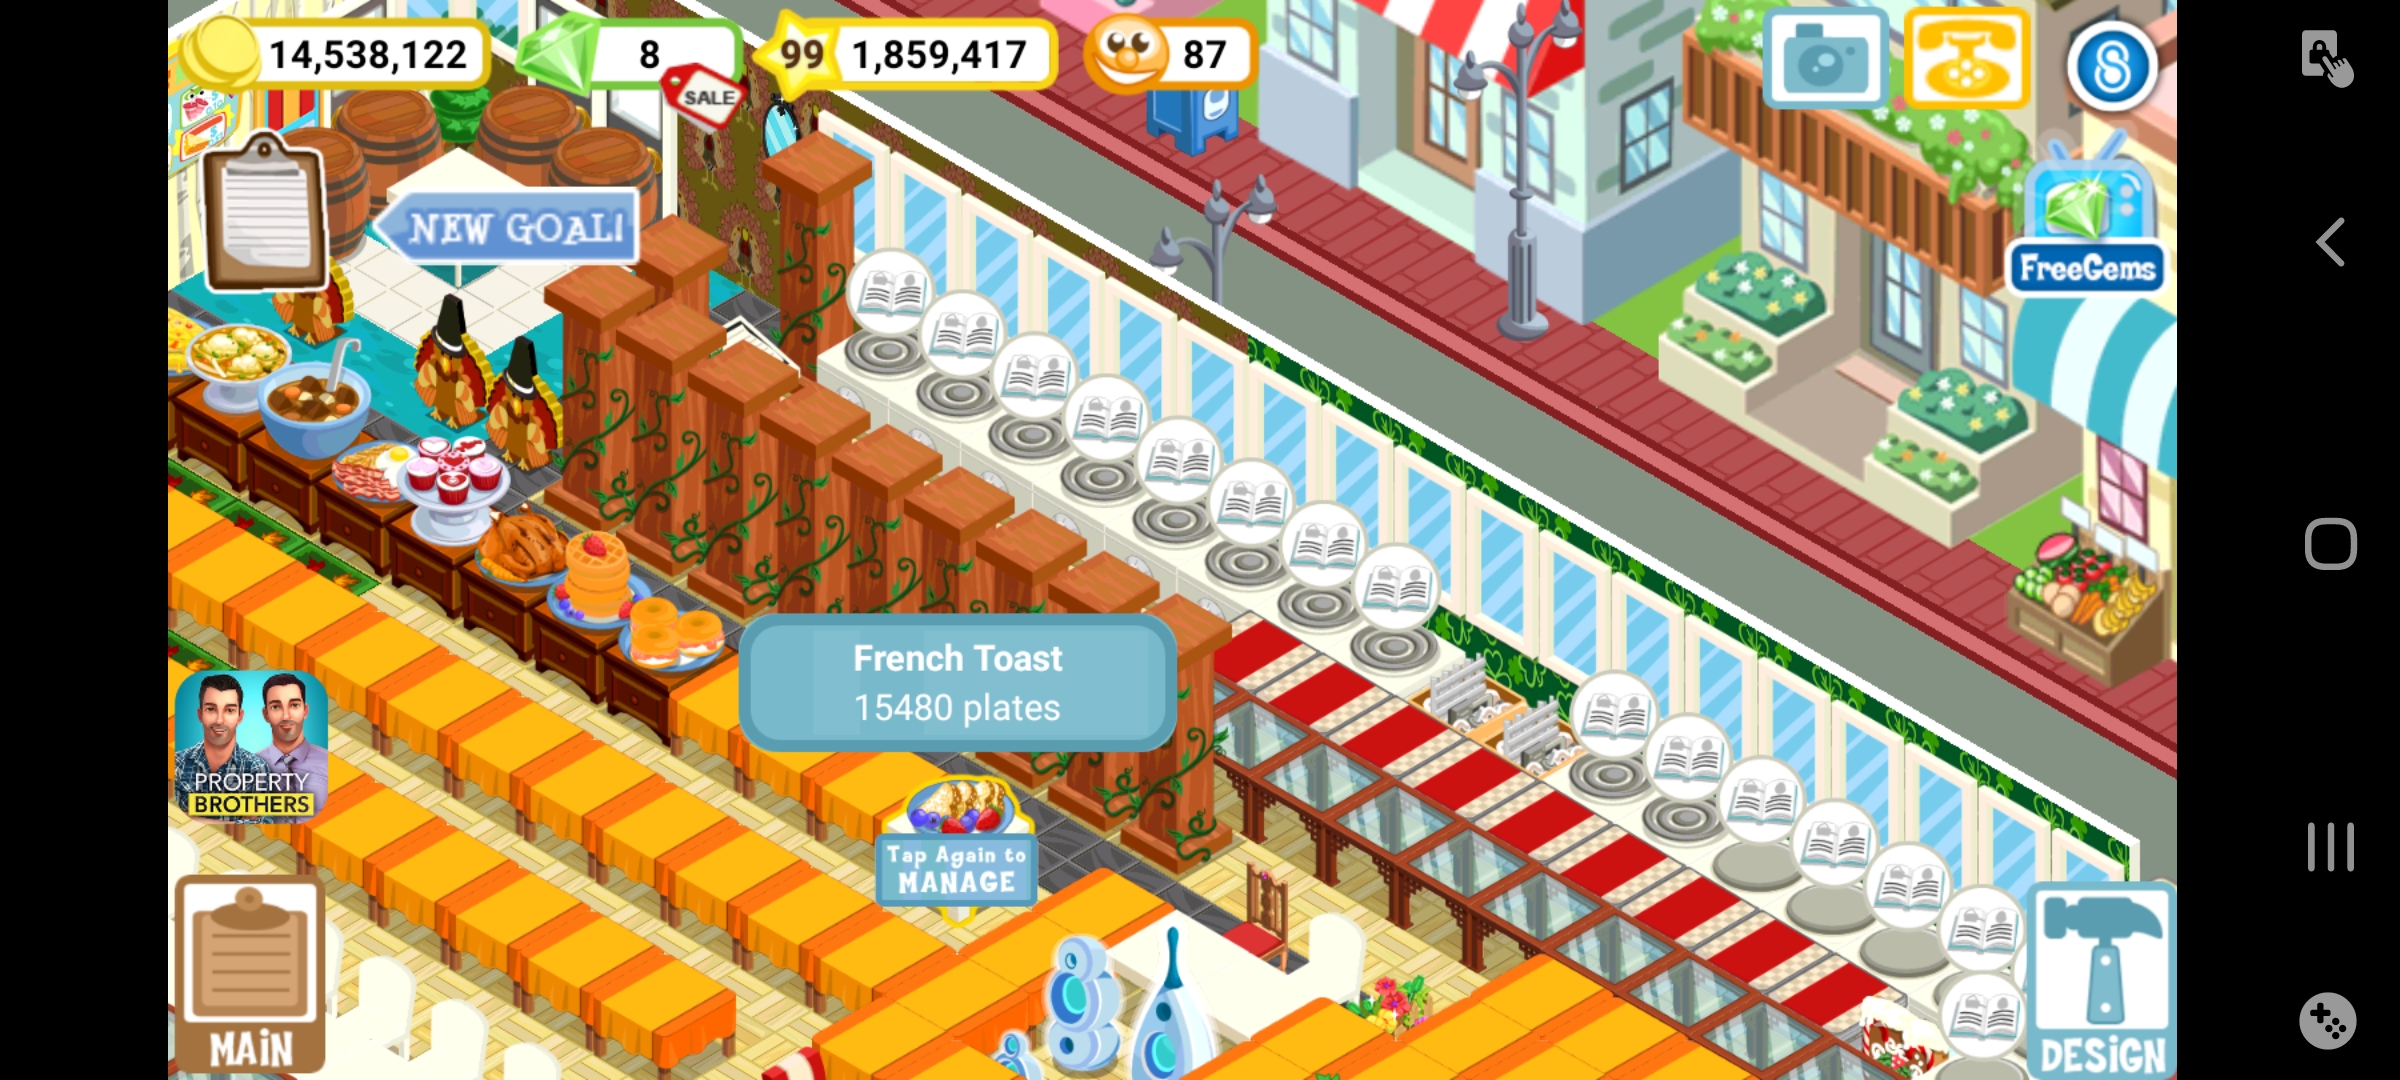 14,538,122
8
SALE
99
1,859,417
87
NEW GOAL!
FreeGems
French Toast
15480 plates
PROPERTY
BROTHERS
Tap Again to
MANAGE
MAIN
DESIGN